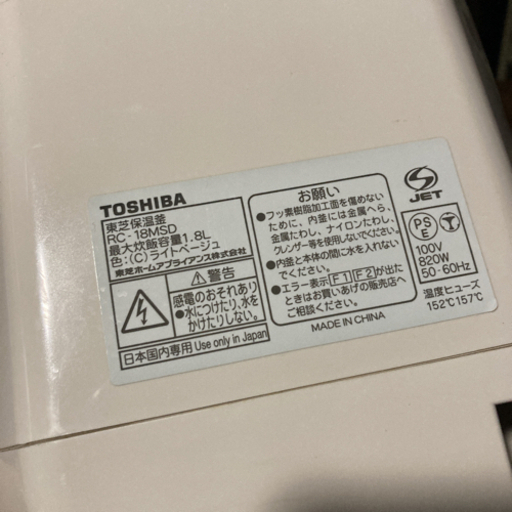 TOSHIBA
東芝保温釜
RC-18MSD
最大炊飯容量1.8L
色:(C)ライトベージュ
東芝ホームアプライアンス株式会社
警告
感電のおそれあり
●水につけたり、水を
かけたりしない。
日本国内専用 Use only in Japan
お願い
●フッ素樹脂加工面を傷めない
ために、内釜には金属へら、
金属たわし、ナイロンたわし、
クレンザー等を使用しないでください。
●内釜と本体の間に水を入れない
でください。
●エラー表示[F1][F2]が出た
ときはお買いあげの販売店へ
ご相談ください。
MADE IN CHINA
S
JET
PS
E
T
100V
820W
50-60Hz
温度ヒューズ
152℃157℃